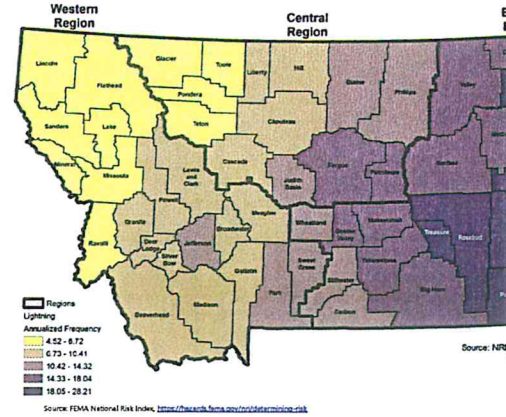 Western
Region
Central
Region
Lincoln
Flathead
Glacier
Toole
Liberty
Hill
Blaine
Phillips
Valley
Pondera
Teton
Chouteau
Sanders
Lake
Mineral
Missoula
Lewis
and
Clark
Cascade
Judith
Basin
Fergus
Petroleum
Garfield
Powell
Granite
Ravalli
Deer
Lodge
Silver
Bow
Jefferson
Broadwater
Meagher
Wheatland
Golden
Valley
Musselshell
Treasure
Rosebud
Gallatin
Park
Sweet
Grass
Stillwater
Yellowstone
Big Horn
Carbon
Beaverhead
Madison
Regions
Lightning
Annualized Frequency
4.52 - 6.72
6.73 - 10.41
10.42 - 14.32
14.33 - 18.04
18.05 - 28.21
Source: NRI
Source: FEMA National Risk Index, https://hazards.fema.gov/nri/determining-risk